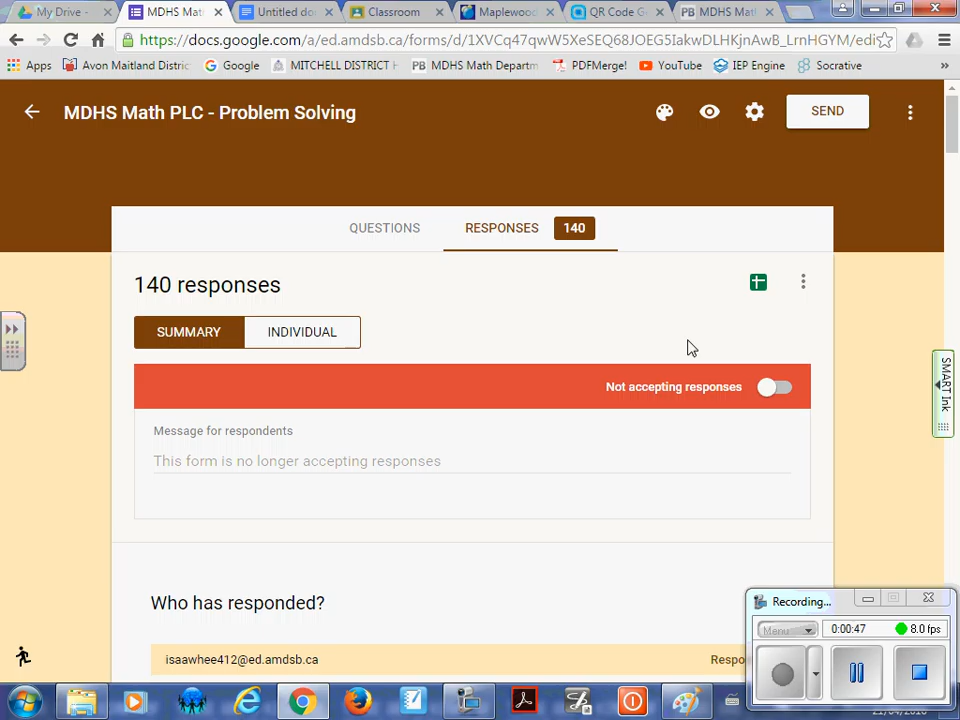 My Drive -
MDHS Mat
Untitled do
Classroom
Maplewood
QR Code G
MDHS Mat
https://docs.google.com/a/ed.amdsb.ca/forms/d/1XVCq47qwW5XeSEQ68JOEG5IakwDLHKjnAwB_LrnHGYM/edi
Apps
Avon Maitland Distric
Google
MITCHELL DISTRICT H
MDHS Math Departm
PDFMerge!
YouTube
IEP Engine
Socrative
»
MDHS Math PLC - Problem Solving
SEND
QUESTIONS
RESPONSES 140
140 responses
SUMMARY
INDIVIDUAL
Not accepting responses
Message for respondents
This form is no longer accepting responses
SMART Ink
Who has responded?
isaawhee412@ed.amdsb.ca
Respo
Recording...
Menu
0:00:47
8.0 fps